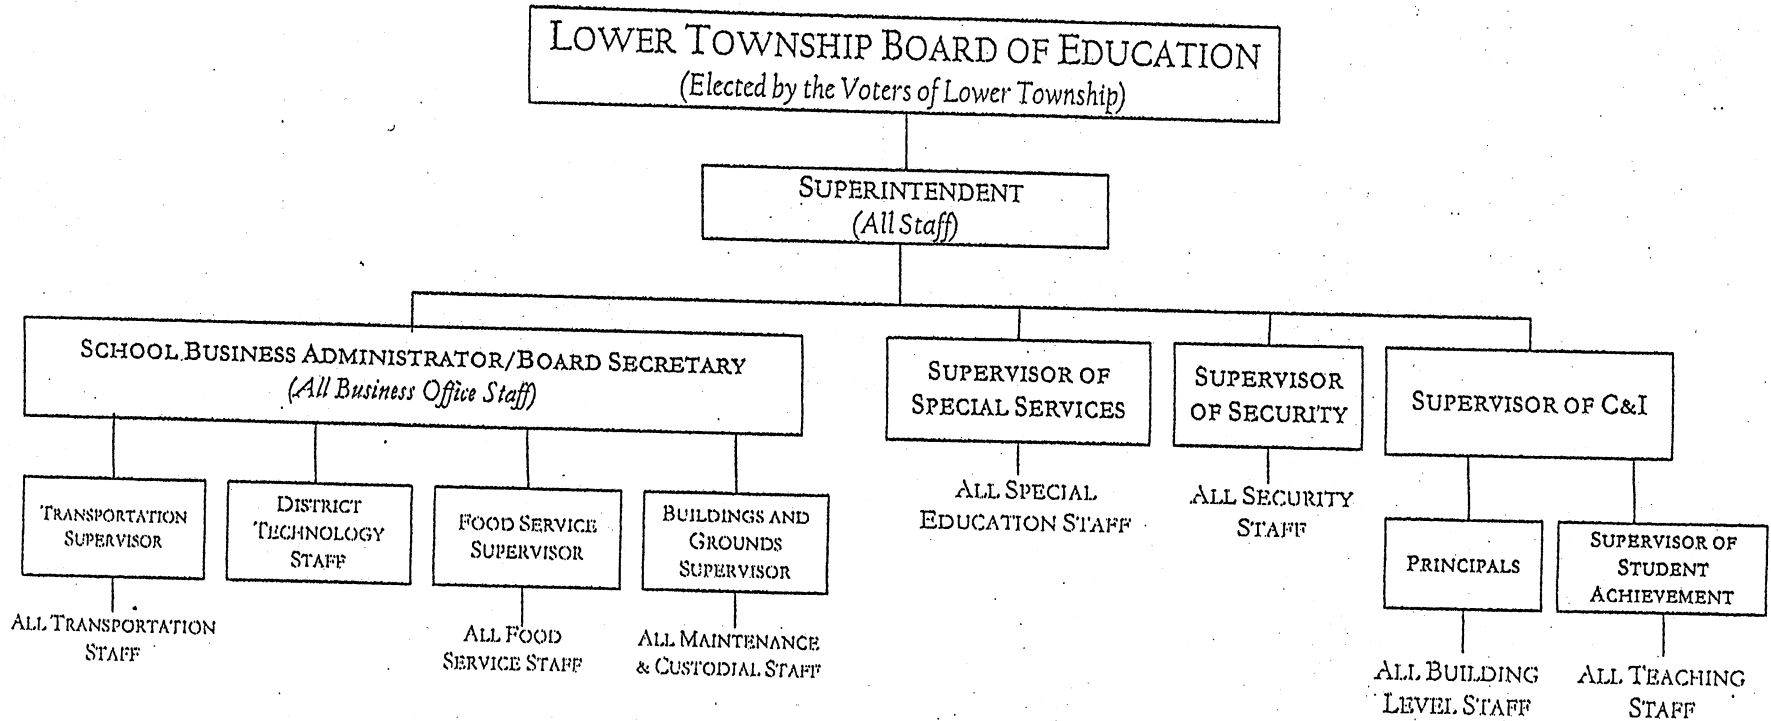 LOWER TOWNSHIP BOARD OF EDUCATION
(Elected by the Voters of Lower Township)
SUPERINTENDENT
(All Staff)
SCHOOL BUSINESS ADMINISTRATOR/BOARD SECRETARY
(All Business Office Staff)
SUPERVISOR OF
SPECIAL SERVICES
SUPERVISOR
OF SECURITY
SUPERVISOR OF C&I
TRANSPORTATION
SUPERVISOR
DISTRICT
TECHNOLOGY
STAFF
FOOD SERVICE
SUPERVISOR
BUILDINGS AND
GROUNDS
SUPERVISOR
ALL SPECIAL
EDUCATION STAFF
ALL SECURITY
STAFF
PRINCIPALS
SUPERVISOR OF
STUDENT
ACHIEVEMENT
ALL TRANSPORTATION
STAFF
ALL FOOD
SERVICE STAFF
ALL MAINTENANCE
& CUSTODIAL STAFF
ALL BUILDING
LEVEL STAFF
ALL TEACHING
STAFF